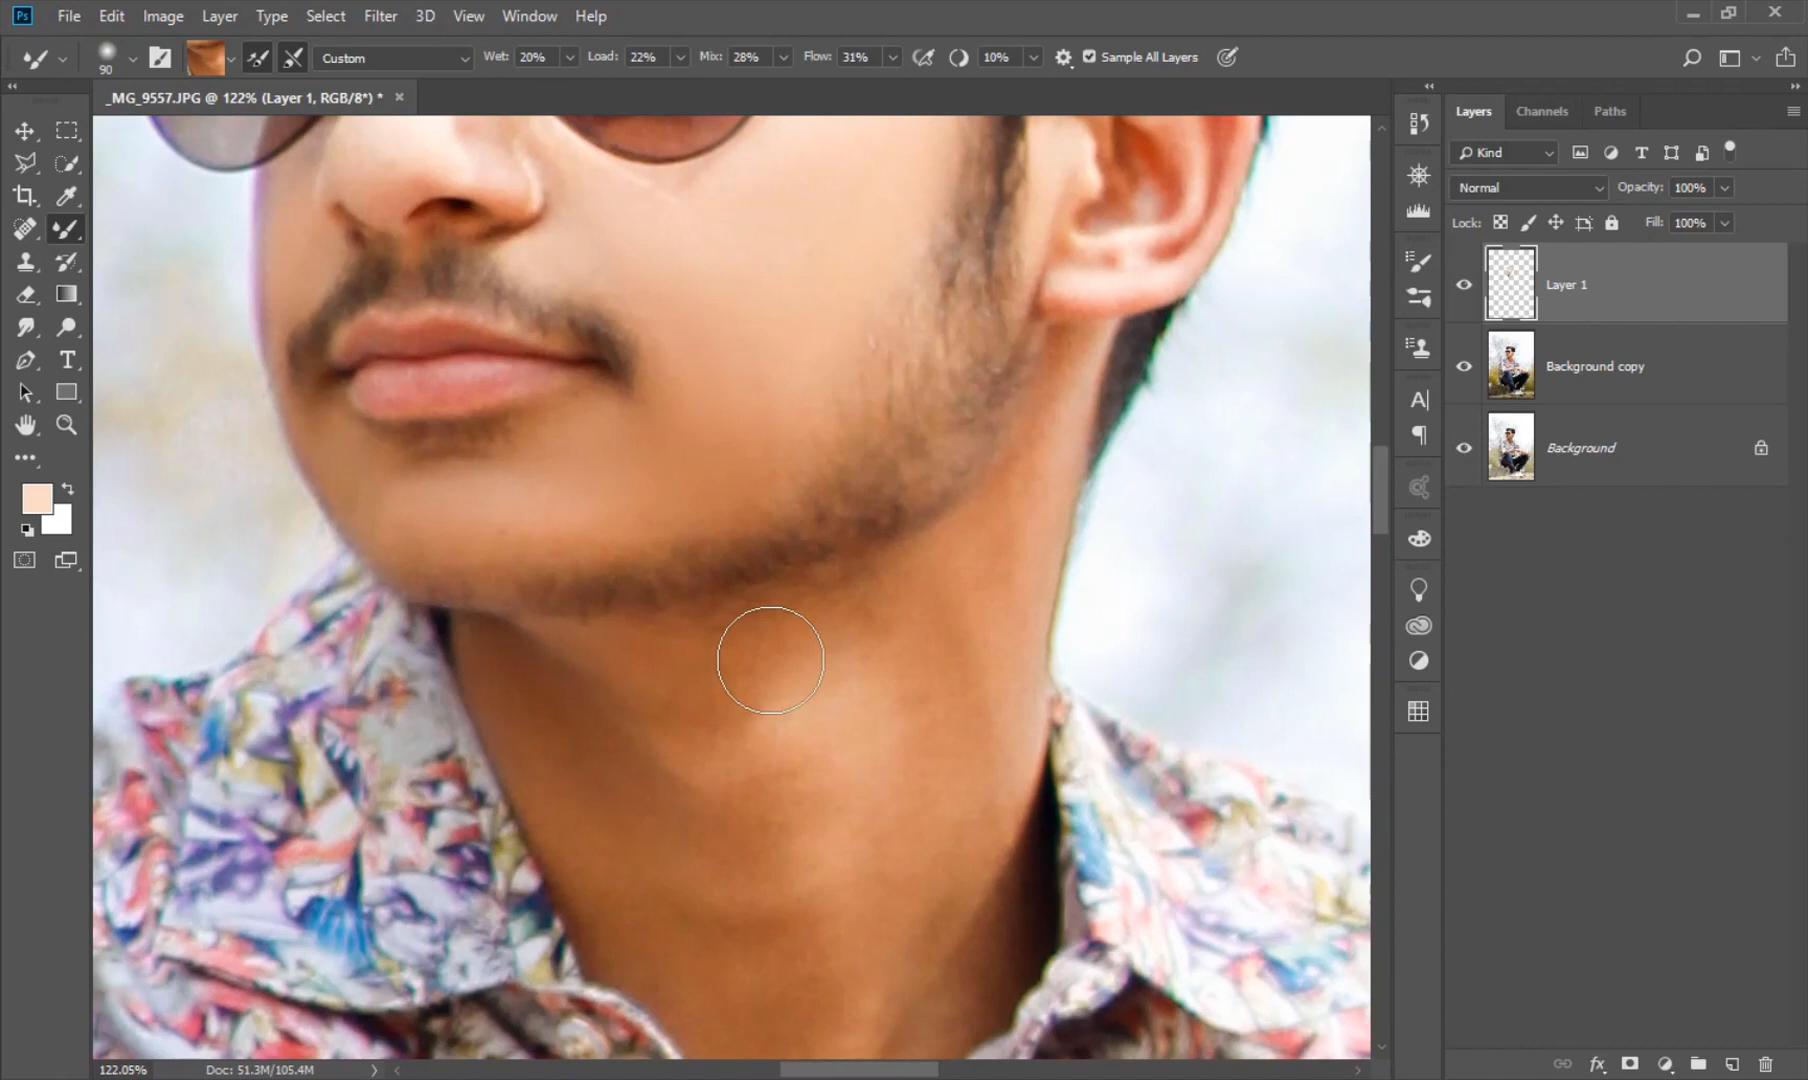 Ps File Edit Image Layer Type Select Filter 3D View Window Help
90 Custom Wet: 20% Load: 22% Mix: 28% Flow: 31% 10% Sample All Layers
_MG_9557.JPG @ 122% (Layer 1, RGB/8*) *
Layers Channels Paths
Kind
Normal Opacity: 100%
Lock: Fill: 100%
Layer 1
Background copy
Background
122.05% Doc: 51.3M/105.4M